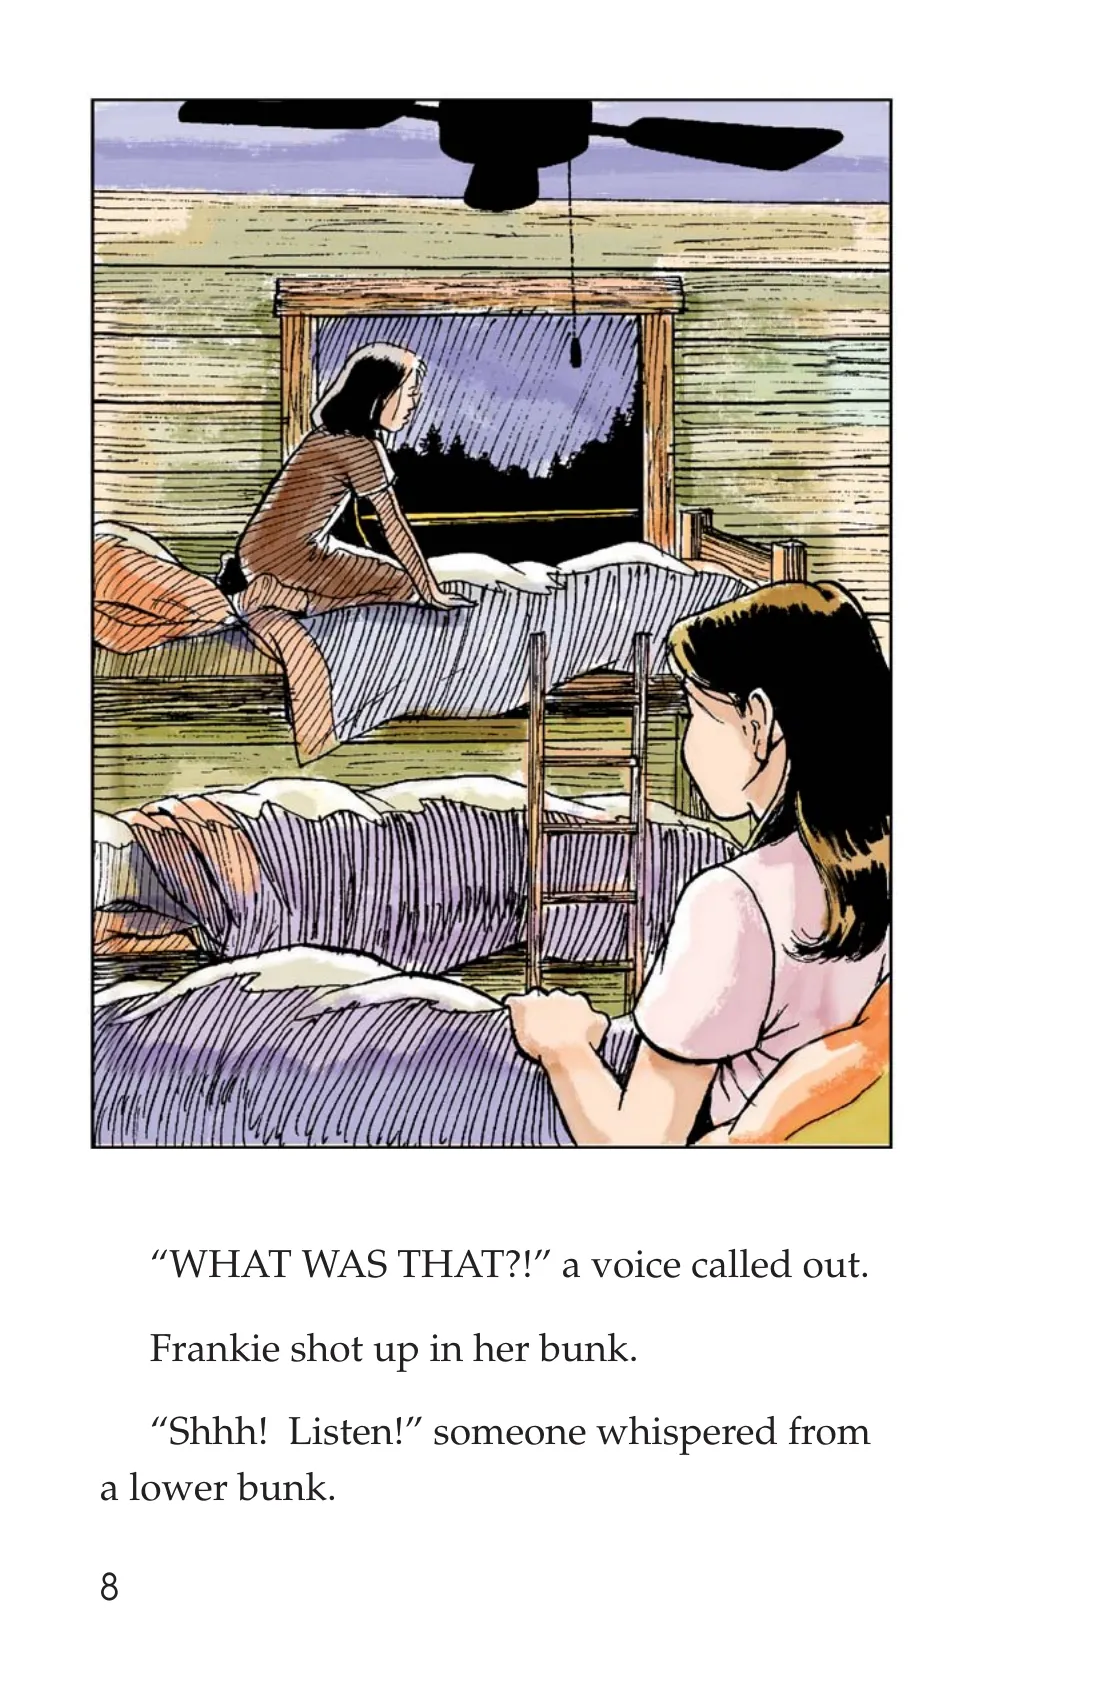 “WHAT WAS THAT?!” a voice called out.
Frankie shot up in her bunk.
“Shhh!  Listen!” someone whispered from
a lower bunk.
8